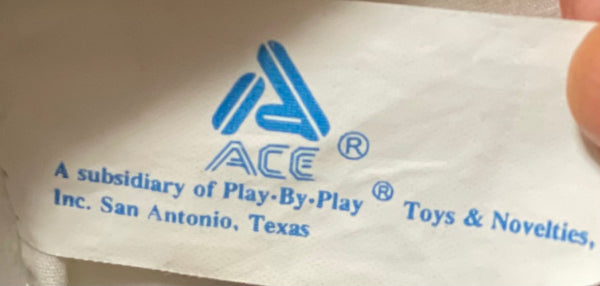 ACE ®
A subsidiary of Play-By-Play ® Toys & Novelties,
Inc. San Antonio, Texas